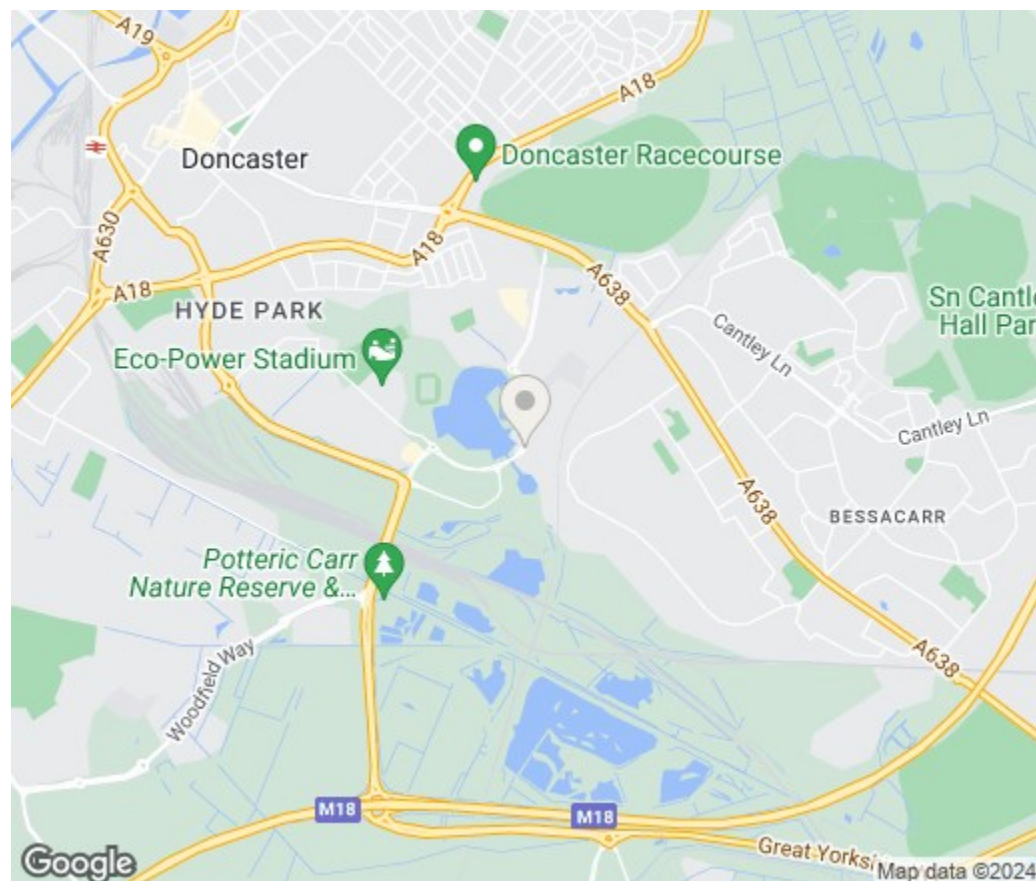 A19
A18
Doncaster
Doncaster Racecourse
A630
A18
A18
A638
HYDE PARK
Cantley Ln
Sn Cantle
Hall Par
Eco-Power Stadium
Cantley Ln
A638
BESSACARR
Potteric Carr
Nature Reserve &...
A638
Woodfield Way
M18
M18
Great Yorksh
Google
Map data ©2024